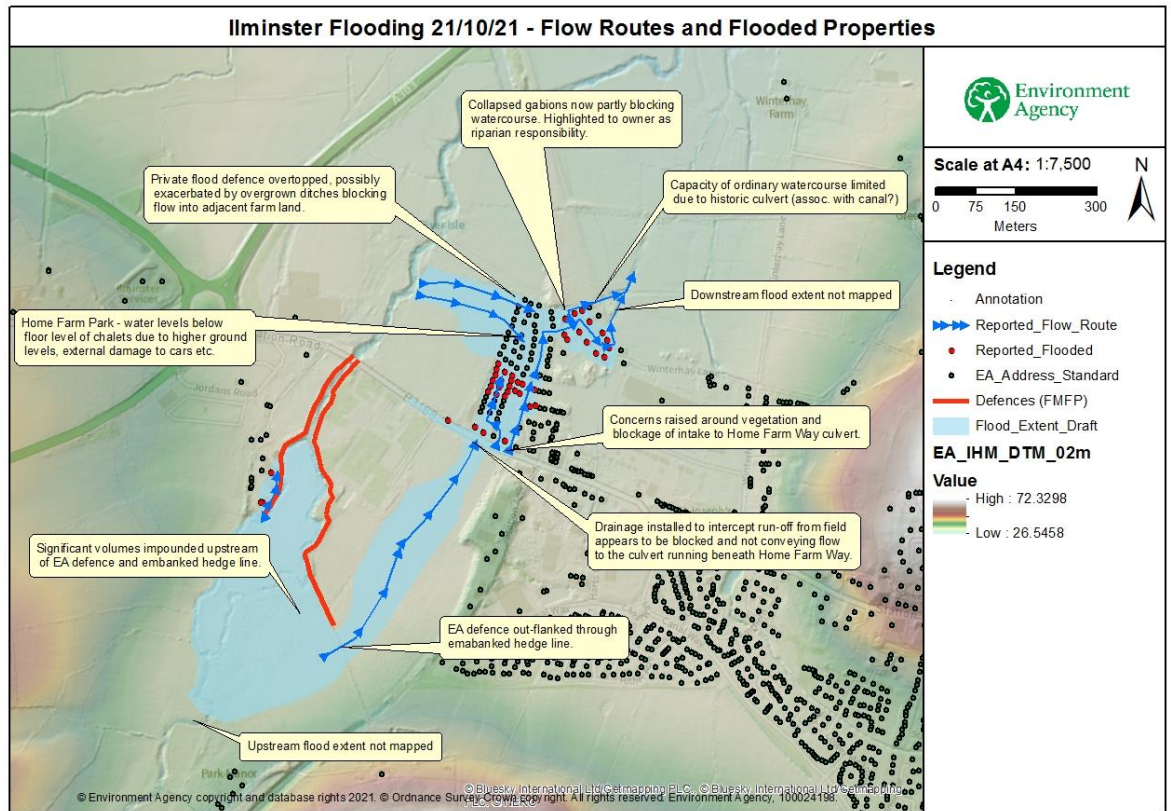 Ilminster Flooding 21/10/21 - Flow Routes and Flooded Properties
Collapsed gabions now partly blocking
watercourse. Highlighted to owner as
riparian responsibility.
Private flood defence overtopped, possibly
exacerbated by overgrown ditches blocking
flow into adjacent farm land.
Capacity of ordinary watercourse limited
due to historic culvert (assoc. with canal?)
Downstream flood extent not mapped
Home Farm Park - water levels below
floor level of chalets due to higher ground
levels, external damage to cars etc.
Concerns raised around vegetation and
blockage of intake to Home Farm Way culvert.
Drainage installed to intercept run-off from field
appears to be blocked and not conveying flow
to the culvert running beneath Home Farm Way.
Significant volumes impounded upstream
of EA defence and embanked hedge line.
EA defence out-flanked through
emabanked hedge line.
Upstream flood extent not mapped
A303
Winterhay
Farm
Isle
Winterhay Lane
Services
Road
Jordans Road
Winterhay Lane
Park Manor
© Environment Agency copyright and database rights 2021. © Ordnance Survey Crown copyright. All rights reserved. Environment Agency, 100024198.
© Bluesky International Ltd/Getmapping PLC, © Bluesky International Ltd/Getmapping
PLC.
Environment
Agency
Scale at A4: 1:7,500
N
0 75 150 300
Meters
Legend
Annotation
Reported_Flow_Route
Reported_Flooded
EA_Address_Standard
Defences (FMFP)
Flood_Extent_Draft
EA_IHM_DTM_02m
Value
High : 72.3298
Low : 26.5458